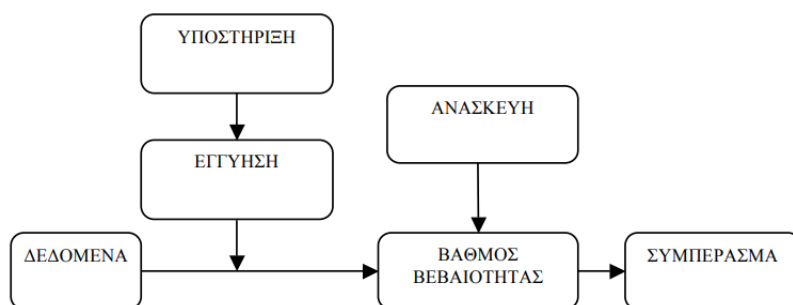 ΥΠΟΣΤΗΡΙΞΗ
ΑΝΑΣΚΕΥΗ
ΕΓΓΥΗΣΗ
ΔΕΔΟΜΕΝΑ
ΒΑΘΜΟΣ
ΒΕΒΑΙΟΤΗΤΑΣ
ΣΥΜΠΕΡΑΣΜΑ